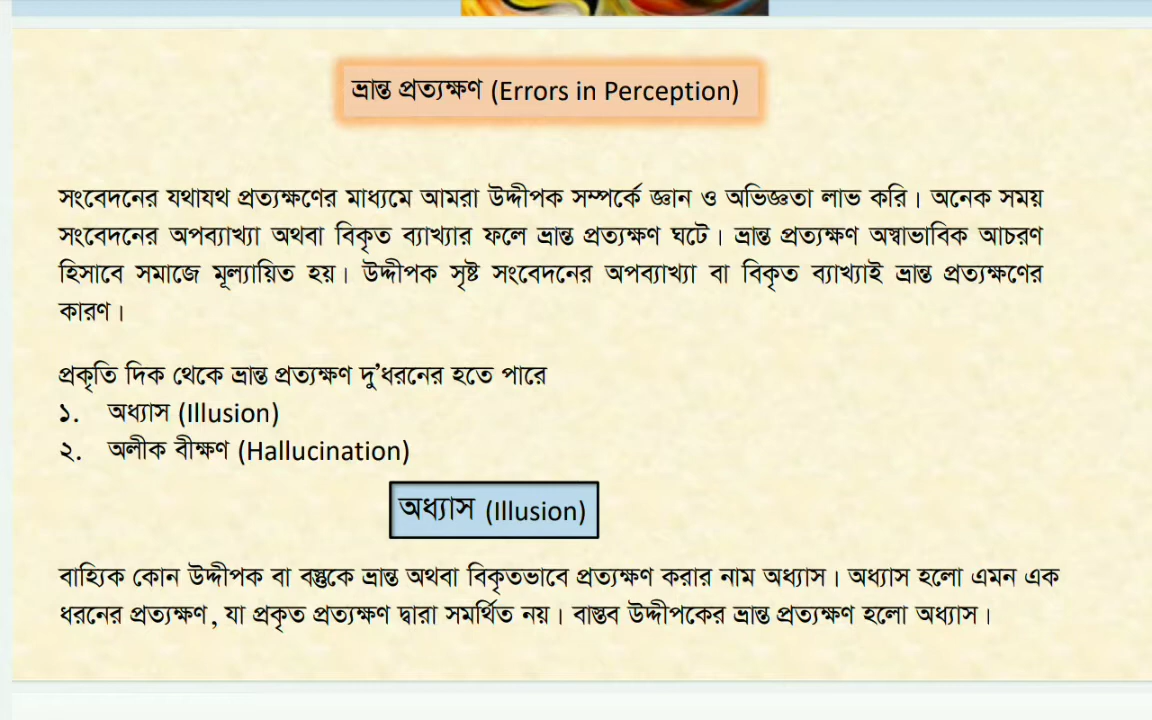 ভ্রান্ত প্রত্যক্ষণ (Errors in Perception)
সংবেদনের যথাযথ প্রত্যক্ষণের মাধ্যমে আমরা উদ্দীপক সম্পর্কে জ্ঞান ও অভিজ্ঞতা লাভ করি। অনেক সময়
সংবেদনের অপব্যাখ্যা অথবা বিকৃত ব্যাখ্যার ফলে ভ্রান্ত প্রত্যক্ষণ ঘটে। ভ্রান্ত প্রত্যক্ষণ অস্বাভাবিক আচরণ
হিসাবে সমাজে মূল্যায়িত হয়। উদ্দীপক সৃষ্ট সংবেদনের অপব্যাখ্যা বা বিকৃত ব্যাখ্যাই ভ্রান্ত প্রত্যক্ষণের
কারণ।
প্রকৃতি দিক থেকে ভ্রান্ত প্রত্যক্ষণ দু’ধরনের হতে পারে
১. অধ্যাস (Illusion)
২. অলীক বীক্ষণ (Hallucination)
অধ্যাস (Illusion)
বাহ্যিক কোন উদ্দীপক বা বস্তুকে ভ্রান্ত অথবা বিকৃতভাবে প্রত্যক্ষণ করার নাম অধ্যাস। অধ্যাস হলো এমন এক
ধরনের প্রত্যক্ষণ, যা প্রকৃত প্রত্যক্ষণ দ্বারা সমর্থিত নয়। বাস্তব উদ্দীপকের ভ্রান্ত প্রত্যক্ষণ হলো অধ্যাস।